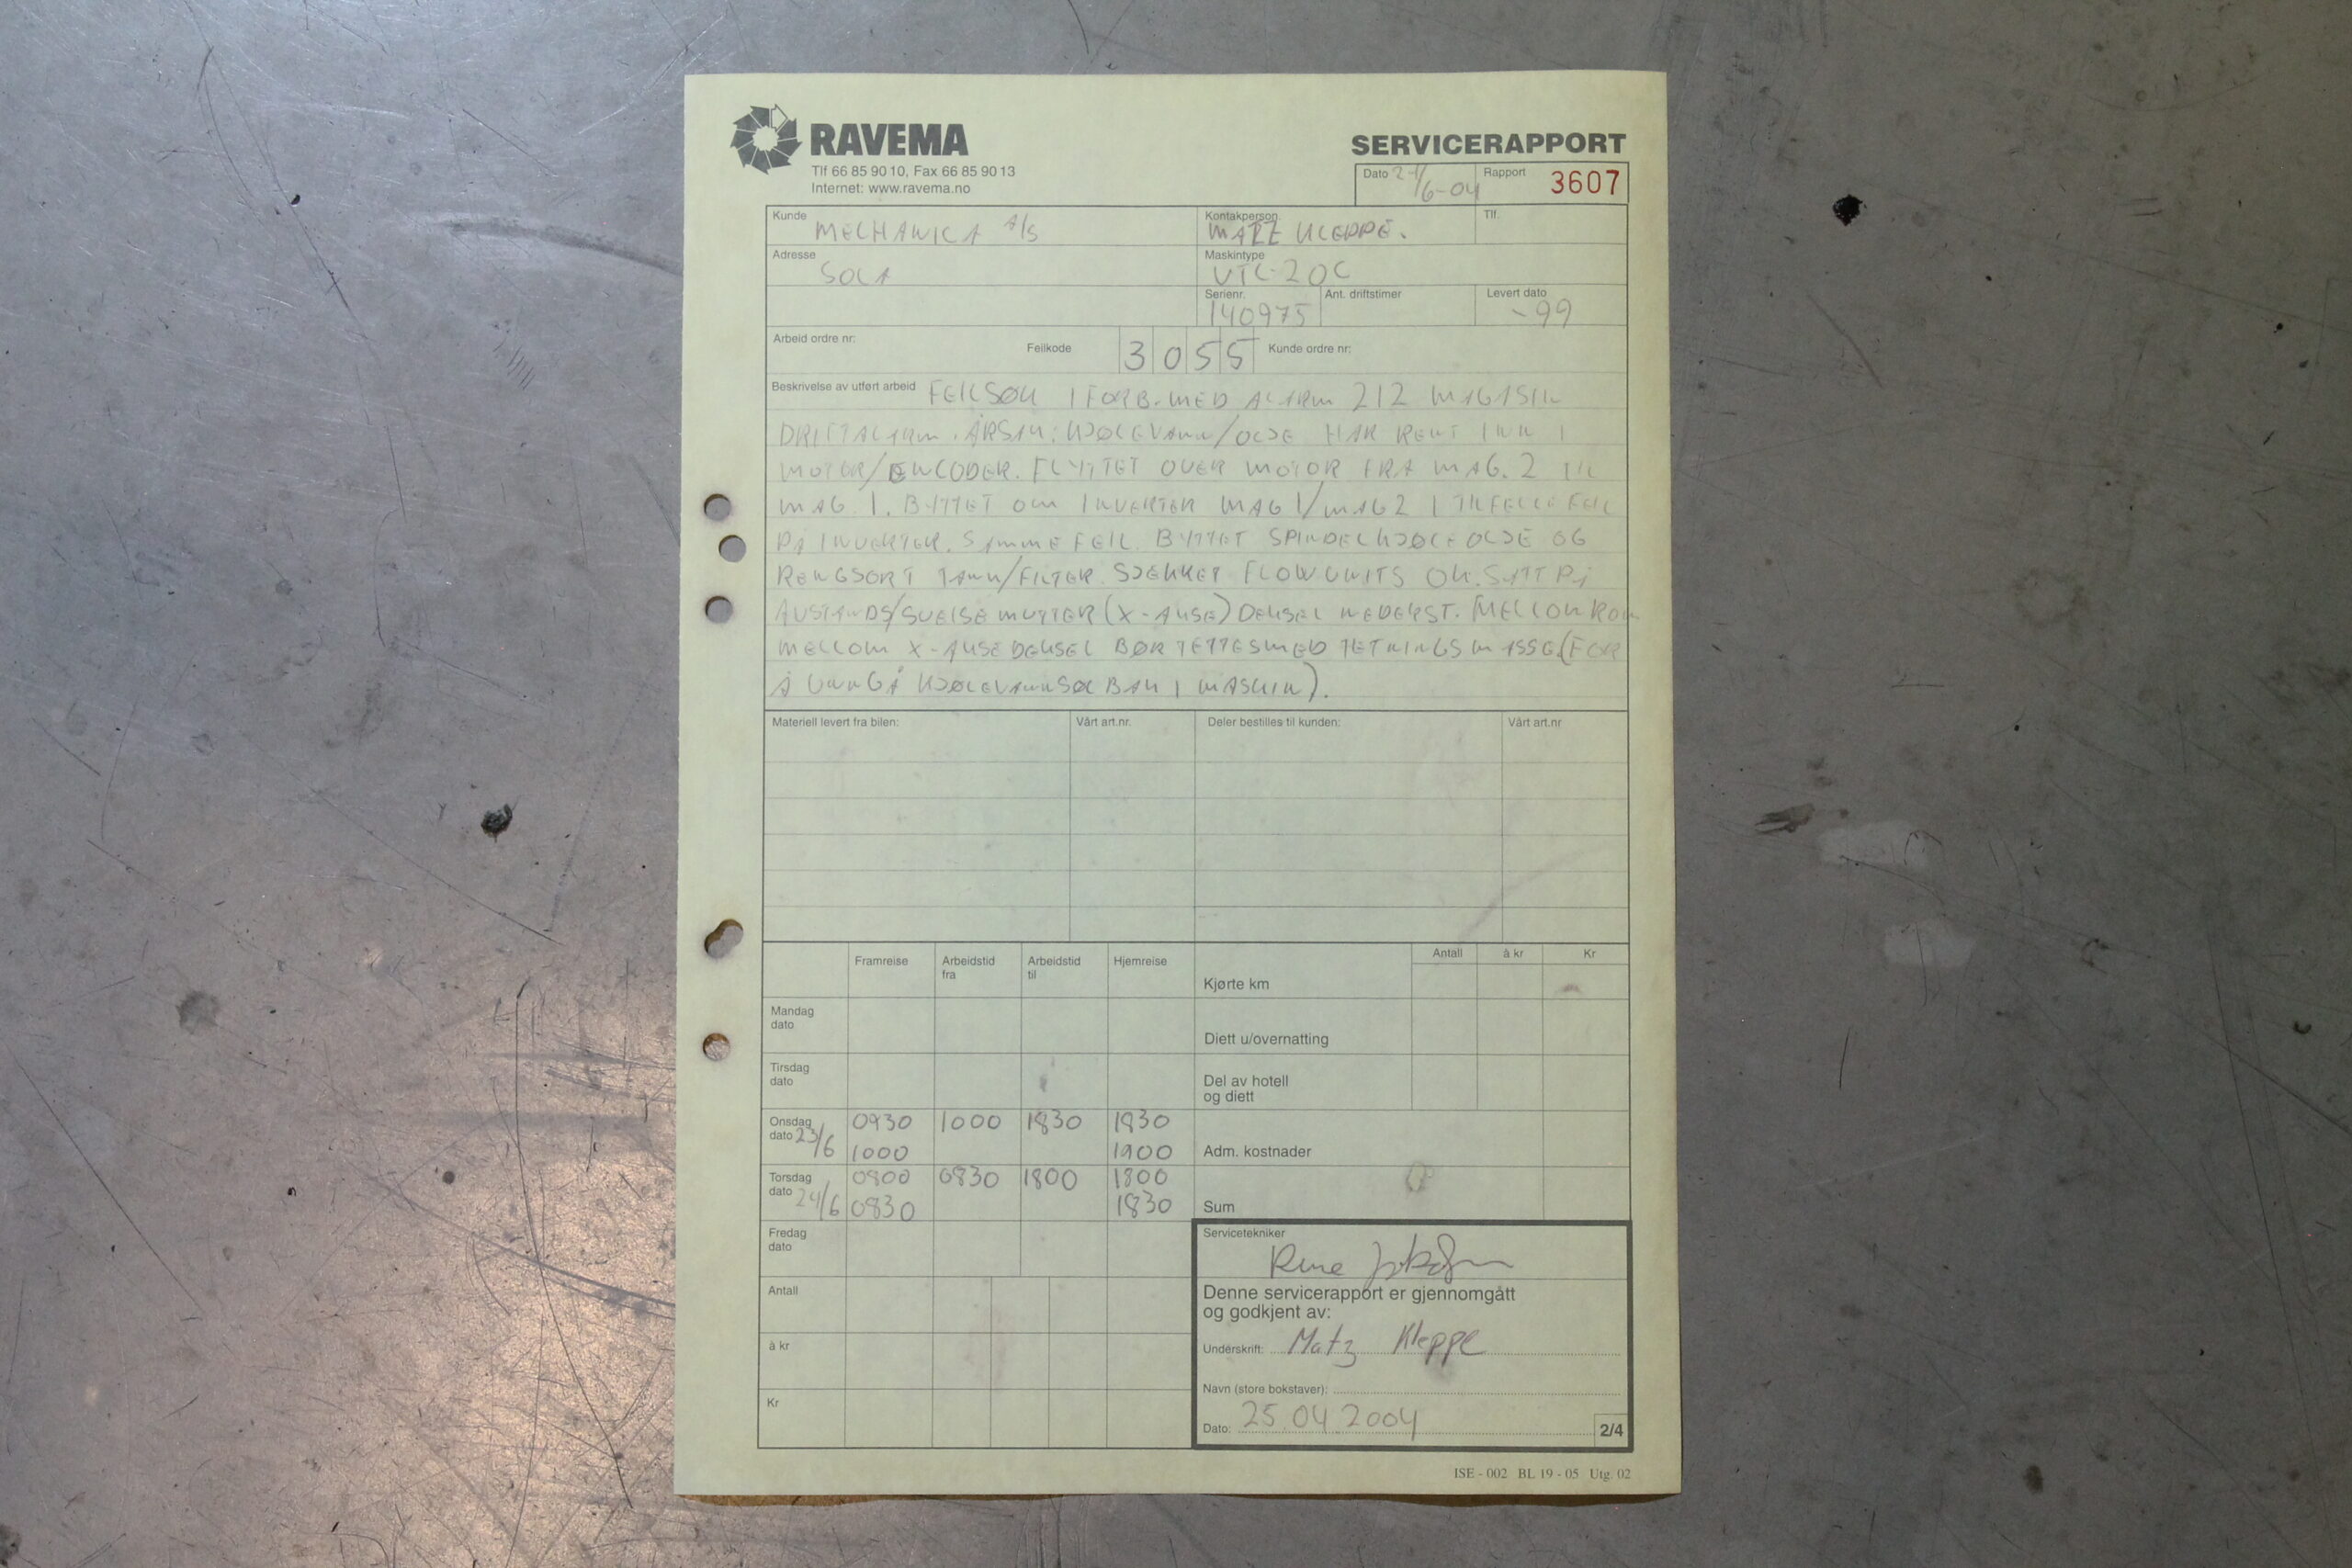 RAVEMA
Tlf 66 85 90 10, Fax 66 85 90 13
Internet: www.ravema.no
SERVICERAPPORT
Dato 24/6-04 Rapport 3607
Kunde MECHANICA A/S Kontakperson MATZ KLEPPE. Tlf.
Adresse SOLA Maskintype VTC-20C
Serienr. 140975 Ant. driftstimer Levert dato -99
Arbeid ordre nr: Feilkode 3055 Kunde ordre nr:
Beskrivelse av utført arbeid FEILSØK I FORB. MED ALARM 212 MAGASIN
DRIFTALARM. ÅRSAK: KJØLEVANN/OLJE HAR RENT INN I
MOTOR/ENCODER. FLYTTET OVER MOTOR FRA MAG. 2 TIL
MAG 1. BYTTET OM INVERTER MAG 1/MAG 2 I TILFELLE FEIL
PÅ INVERTER. SAMME FEIL. BYTTET SPINDELKJØLEOLJE OG
RENGJORT TANK/FILTER. SJEKKET FLOWUNITS OK. SATT PÅ
AVSTANDS/SVEISEMUTTER (X-AKSE) DEKSEL NEDERST. MELLOMROM
MELLOM X-AKSE DEKSEL BØR TETTES MED TETNINGSMASSE. (FOR
Å UNNGÅ KJØLEVANNSØL BAK I MASKIN).
Materiell levert fra bilen: Vårt art.nr. Deler bestilles til kunden: Vårt art.nr
Framreise Arbeidstid fra Arbeidstid til Hjemreise Antall à kr Kr
Kjørte km
Mandag dato
Diett u/overnatting
Tirsdag dato
Del av hotell
og diett
Onsdag dato 23/6 0930 1000 1830 1830
1000 1900 Adm. kostnader
Torsdag dato 24/6 0800 0830 1800 1800
0830 1830 Sum
Fredag dato
Servicetekniker
Rune
Antall
Denne servicerapport er gjennomgått
og godkjent av:
à kr
Underskrift: Matz Kleppe
Navn (store bokstaver):
Kr
Dato: 25 04 2004 2/4
ISE - 002 BL 19 - 05 Utg. 02